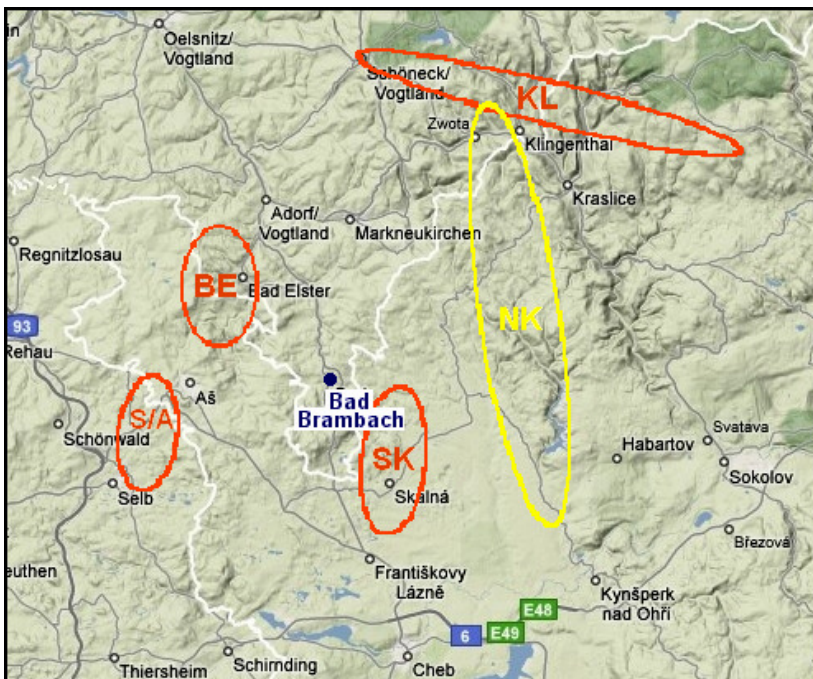 in
Oelsnitz/
Vogtland
Schöneck/
Vogtland
KL
Zwota
Klingenthal
Kraslice
Adorf/
Vogtland
Markneukirchen
Regnitzlosau
BE
Bad Elster
NK
93
Rehau
Aš
Bad
Brambach
S/A
Schönwald
SK
Habartov
Svatava
Sokolov
Selb
Skalná
Březová
euthen
Františkovy
Lázně
Kynšperk
nad Ohří
E48
6
E49
Thiersheim
Schirnding
Cheb